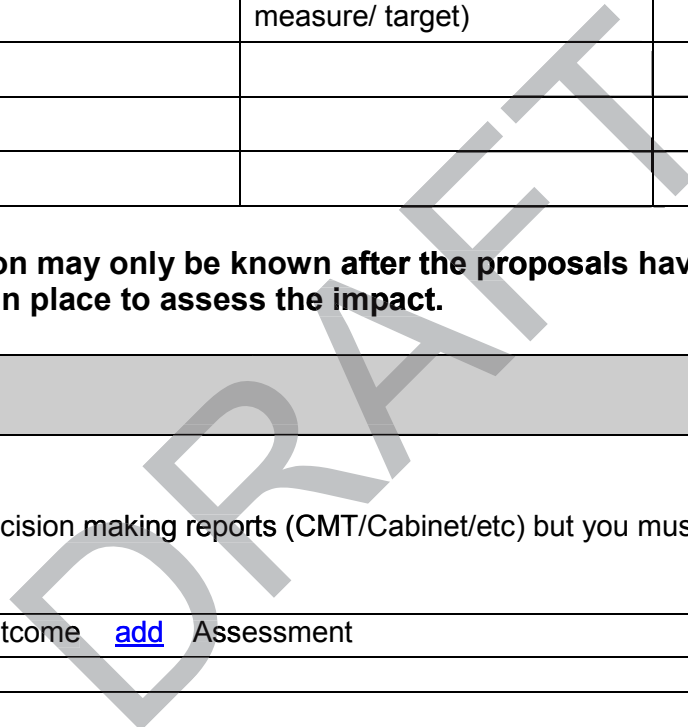 measure/ target)
on may only be known after the proposals hav
n place to assess the impact.
cision making reports (CMT/Cabinet/etc) but you mus
tcome add Assessment
DRAFT